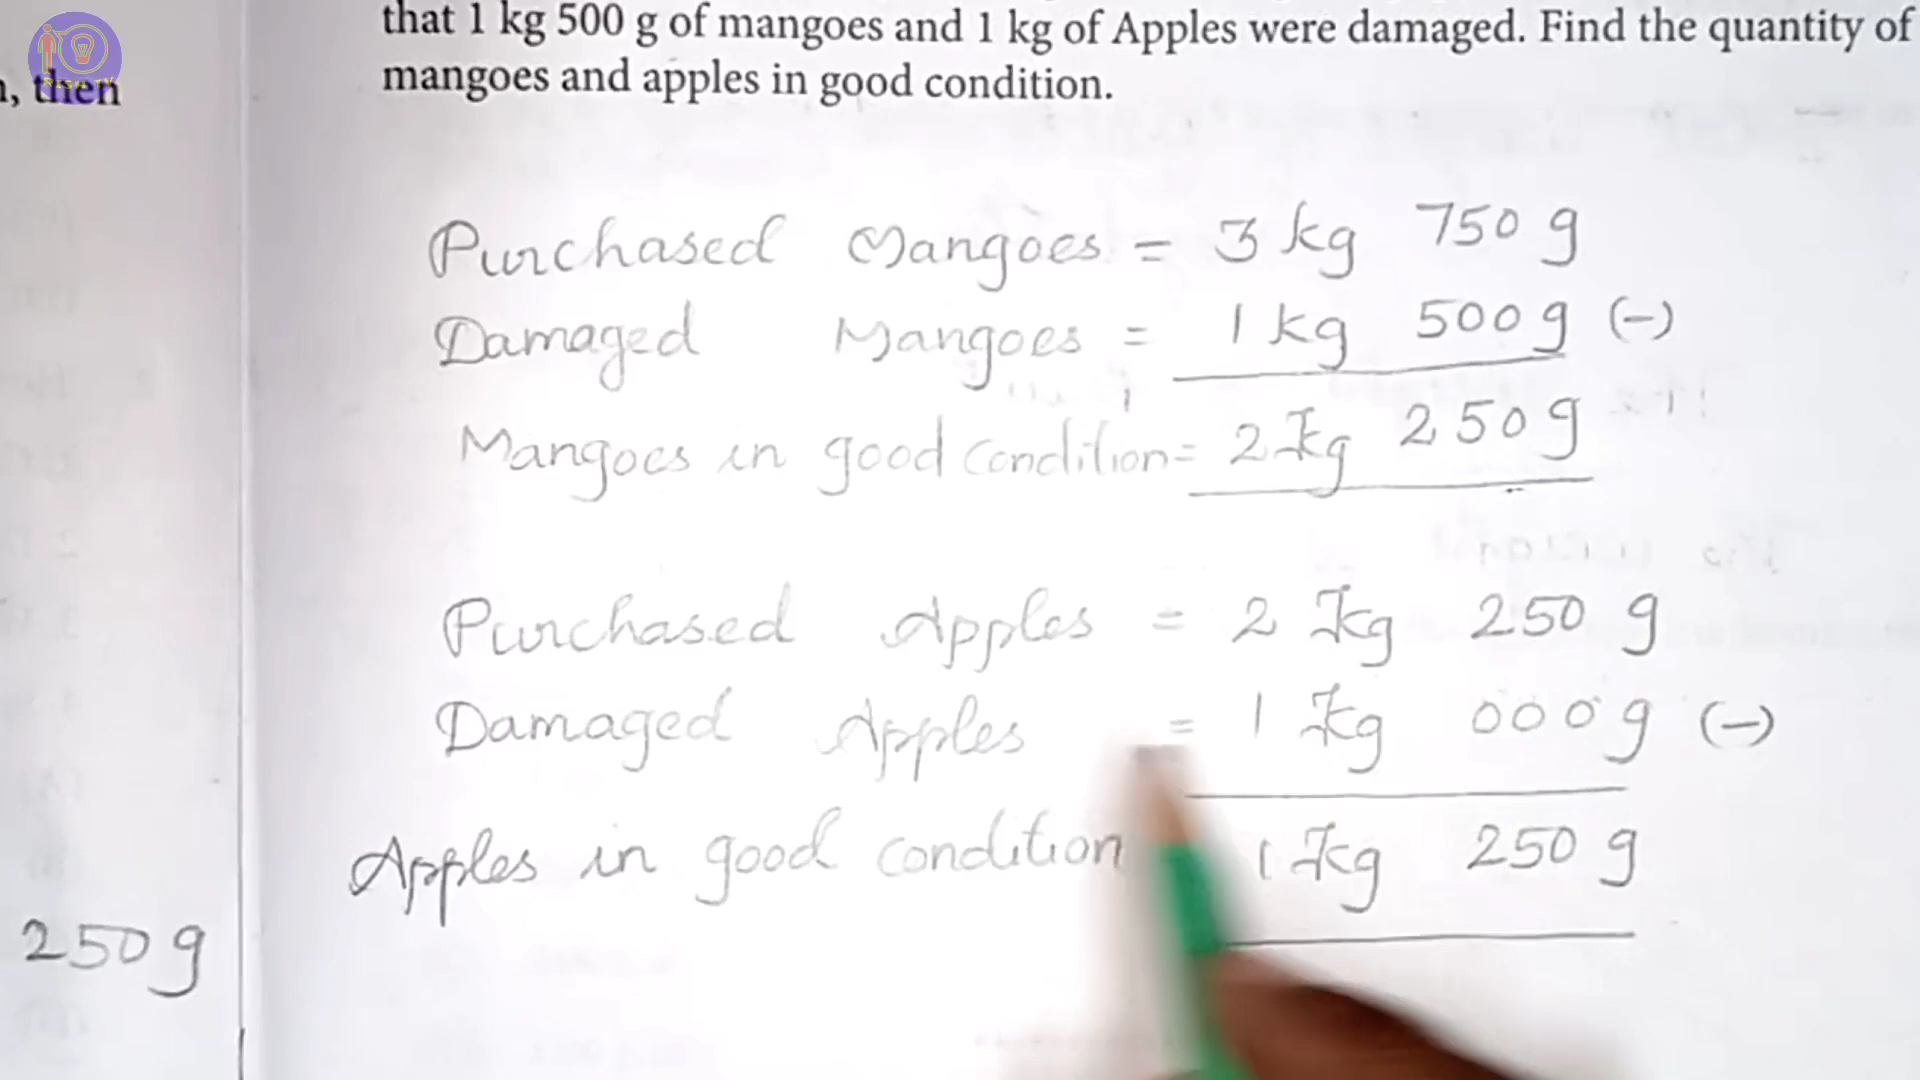 that 1 kg 500 g of mangoes and 1 kg of Apples were damaged. Find the quantity of
mangoes and apples in good condition.
, then
Purchased Mangoes = 3 kg 750 g
Damaged Mangoes = 1 kg 500 g (-)
Mangoes in good condition = 2 kg 250 g
Purchased Apples = 2 kg 250 g
Damaged Apples = 1 kg 000 g (-)
Apples in good condition 1 kg 250 g
250 g